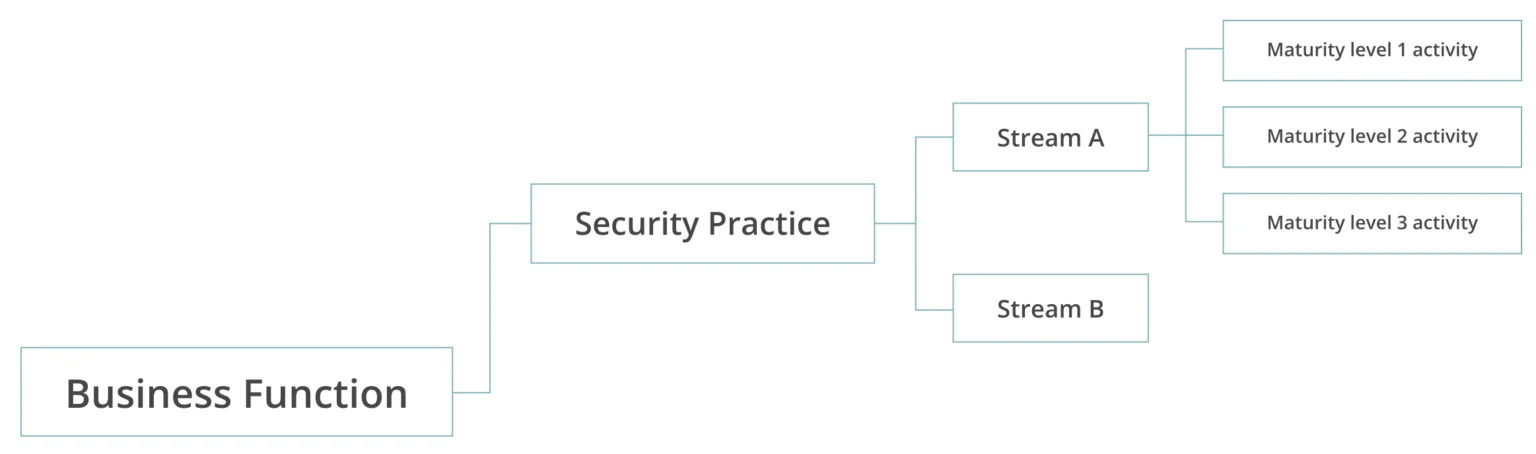 Maturity level 1 activity
Stream A
Maturity level 2 activity
Security Practice
Maturity level 3 activity
Stream B
Business Function